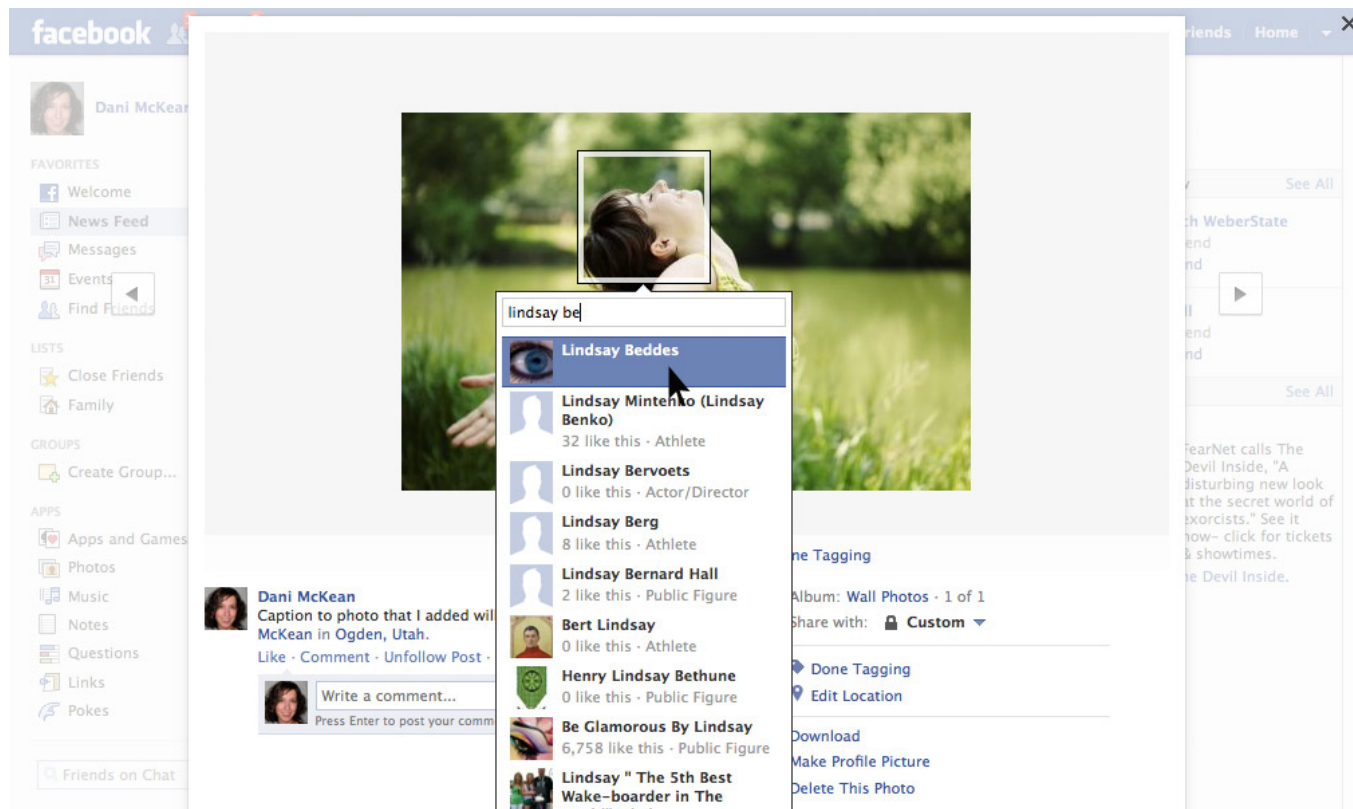 facebook
Friends Home
Dani McKean
FAVORITES
Welcome
News Feed
Messages
31 Events
Find Friends
LISTS
Close Friends
Family
GROUPS
Create Group...
APPS
Apps and Games
Photos
Music
Notes
Questions
Links
Pokes
Friends on Chat
lindsay be
Lindsay Beddes
Lindsay Mintenko (Lindsay
Benko)
32 like this · Athlete
Lindsay Bervoets
0 like this · Actor/Director
Lindsay Berg
8 like this · Athlete
Lindsay Bernard Hall
2 like this · Public Figure
Bert Lindsay
0 like this · Athlete
Henry Lindsay Bethune
0 like this · Public Figure
Be Glamorous By Lindsay
6,758 like this · Public Figure
Lindsay " The 5th Best
Wake-boarder in The
Dani McKean
Caption to photo that I added wil
McKean in Ogden, Utah.
Like · Comment · Unfollow Post ·
Write a comment...
Press Enter to post your comm
ne Tagging
Album: Wall Photos · 1 of 1
Share with: Custom
Done Tagging
Edit Location
Download
Make Profile Picture
Delete This Photo
See All
ch WeberState
end
nd
ll
end
nd
See All
FearNet calls The
Devil Inside, "A
disturbing new look
at the secret world of
exorcists." See it
now– click for tickets
& showtimes.
he Devil Inside.